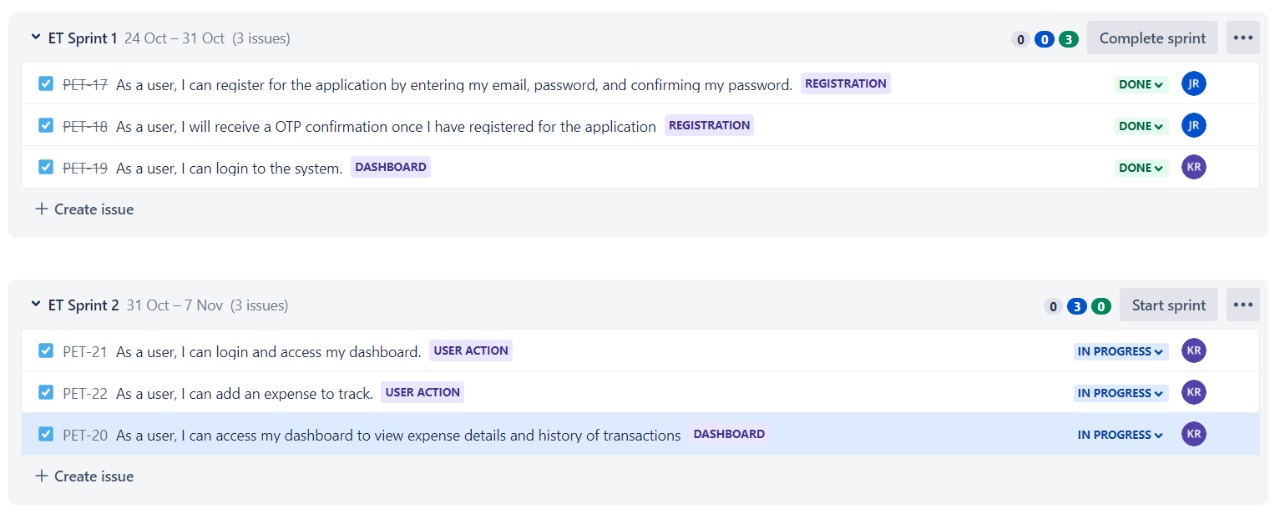 ET Sprint 1 24 Oct – 31 Oct (3 issues) 0 0 3 Complete sprint •••
PET-17 As a user, I can register for the application by entering my email, password, and confirming my password. REGISTRATION DONE JR
PET-18 As a user, I will receive a OTP confirmation once I have registered for the application REGISTRATION DONE JR
PET-19 As a user, I can login to the system. DASHBOARD DONE KR
+ Create issue
ET Sprint 2 31 Oct – 7 Nov (3 issues) 0 3 0 Start sprint •••
PET-21 As a user, I can login and access my dashboard. USER ACTION IN PROGRESS KR
PET-22 As a user, I can add an expense to track. USER ACTION IN PROGRESS KR
PET-20 As a user, I can access my dashboard to view expense details and history of transactions DASHBOARD IN PROGRESS KR
+ Create issue